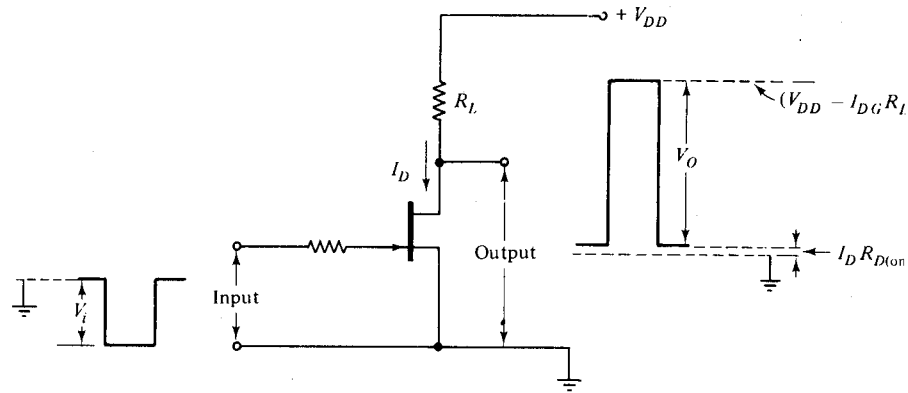 + V_DD
R_L
(V_DD − I_DG R_L
I_D
V_O
Output
I_D R_D(on
Input
V_i